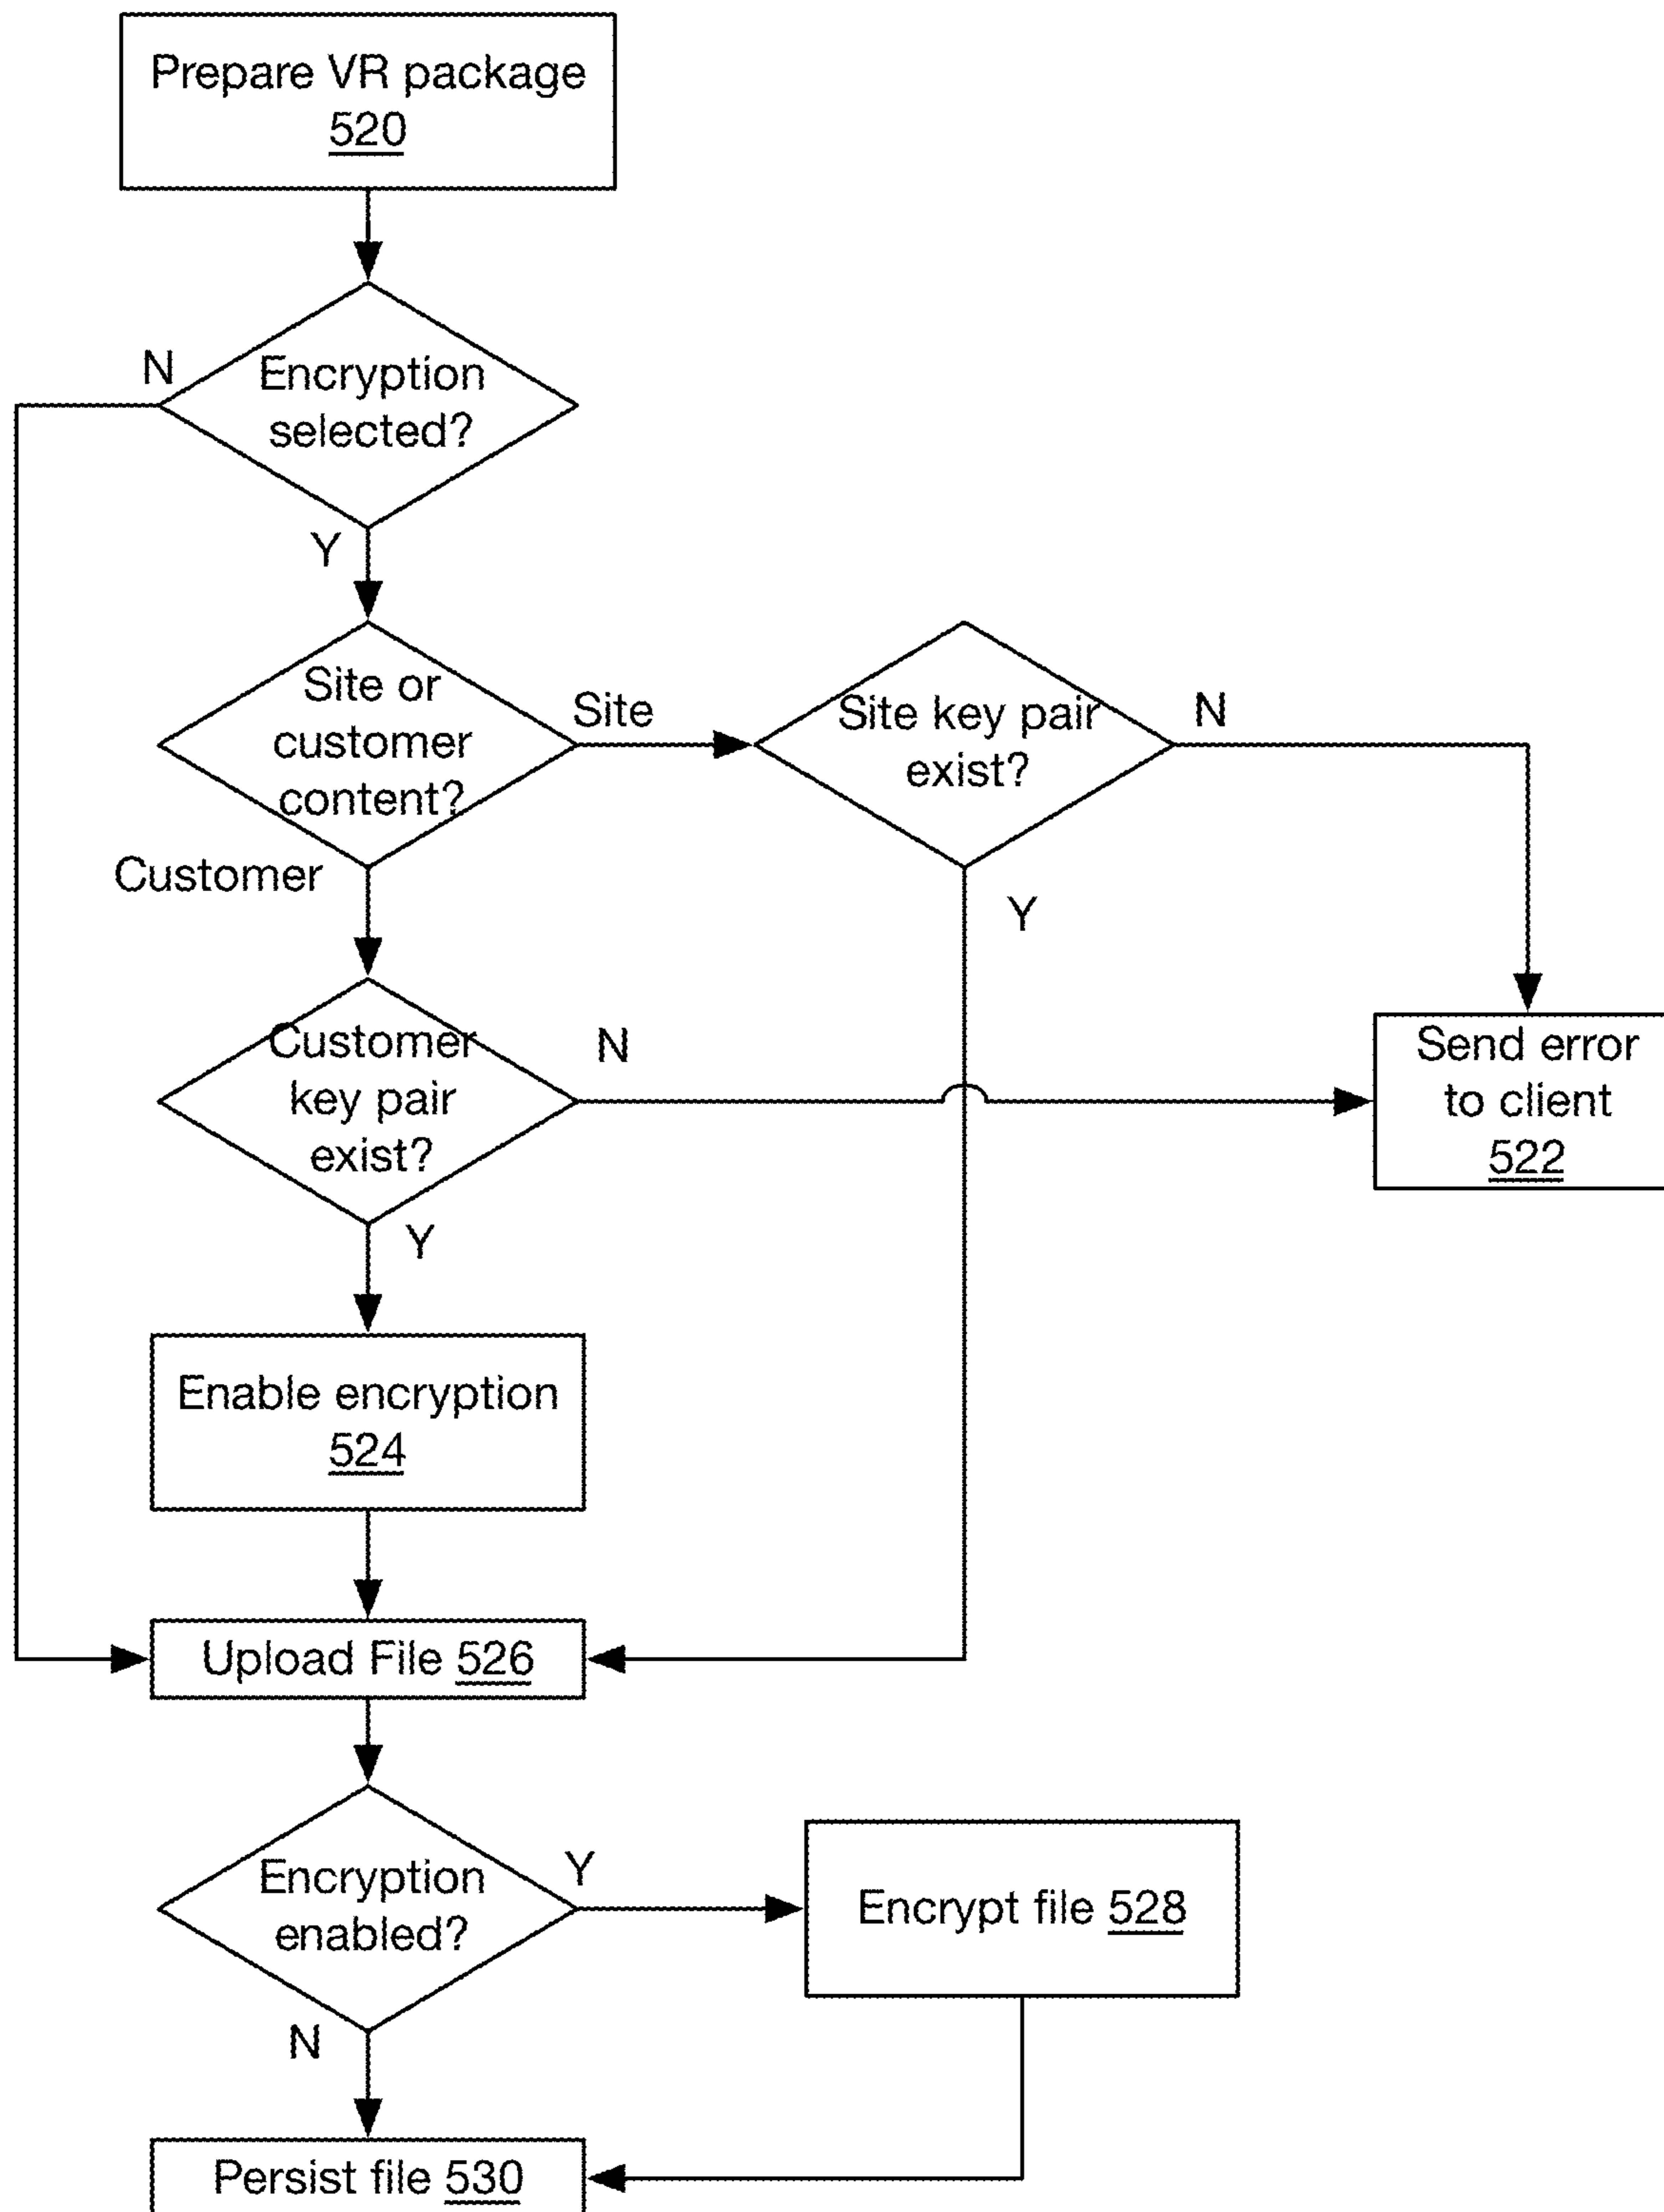 Prepare VR package
520
N
Encryption
selected?
Y
Site or
customer
content?
Site
Site key pair
exist?
N
Customer
Y
Customer
key pair
exist?
N
Send error
to client
522
Y
Enable encryption
524
Upload File 526
Encryption
enabled?
Y
Encrypt file 528
N
Persist file 530